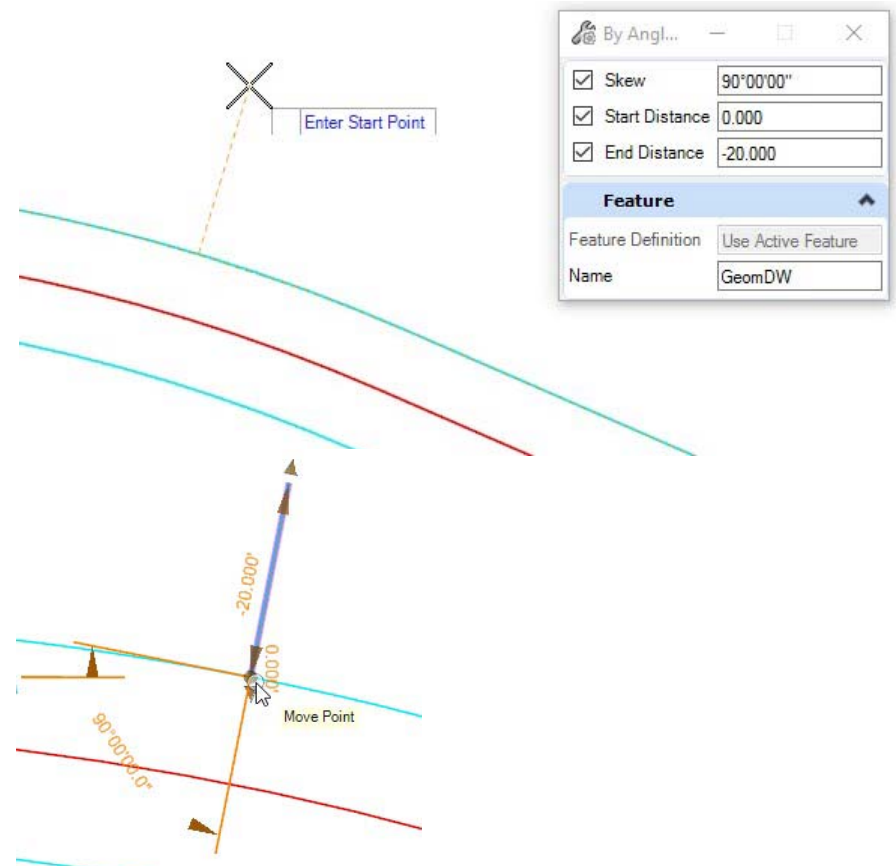 By Angl...
Skew 90°00'00"
Enter Start Point
Start Distance 0.000
End Distance -20.000
Feature
Feature Definition Use Active Feature
Name GeomDW
-20.000'
0.000'
Move Point
90°00'00.0"